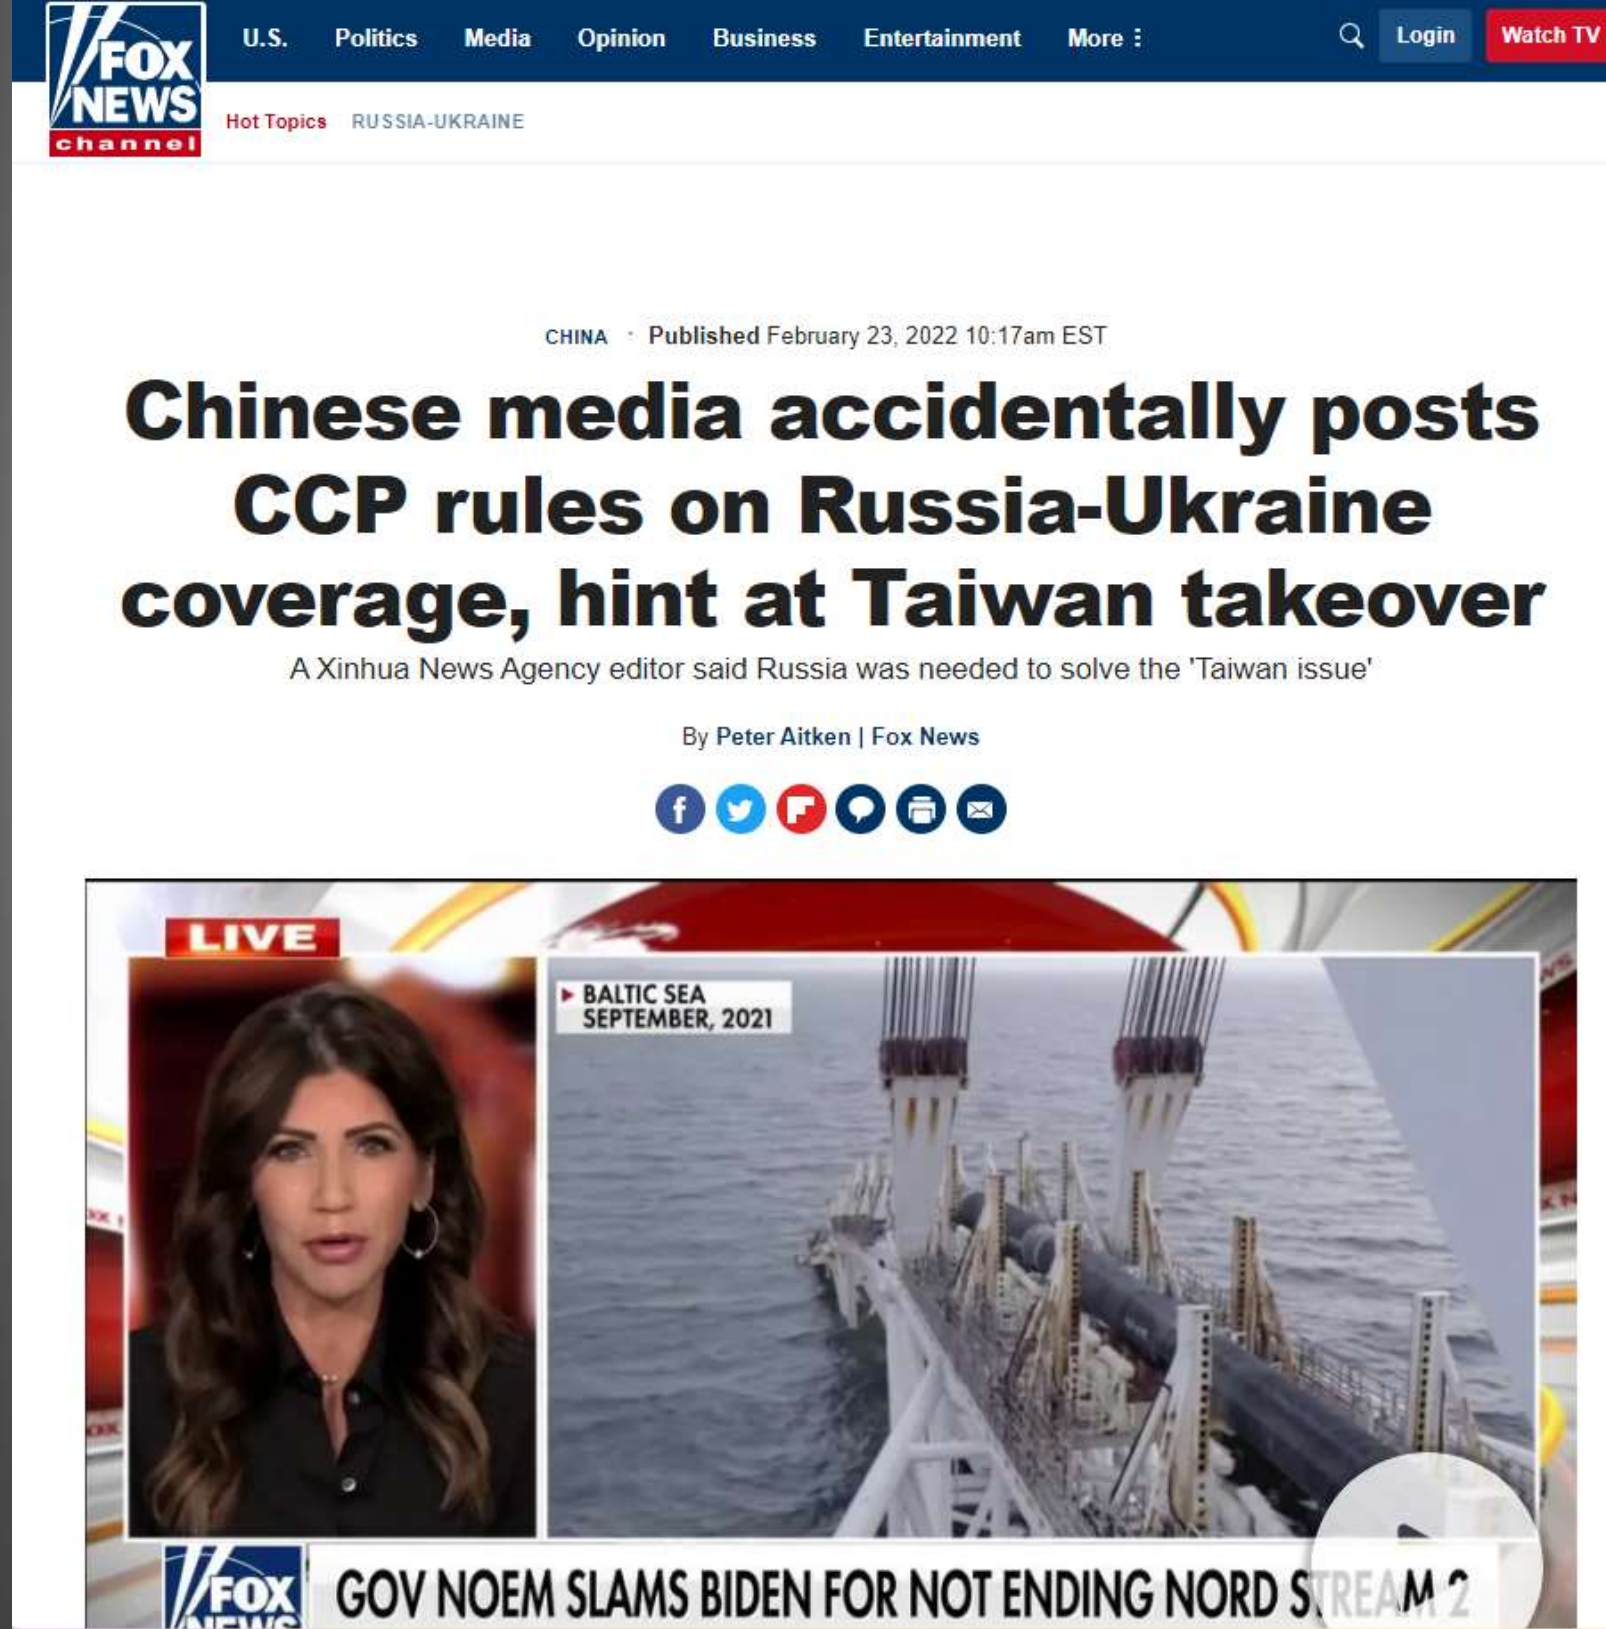 FOX
NEWS
channel
U.S. Politics Media Opinion Business Entertainment More Login Watch TV
Hot Topics RUSSIA-UKRAINE
CHINA · Published February 23, 2022 10:17am EST
Chinese media accidentally posts
CCP rules on Russia-Ukraine
coverage, hint at Taiwan takeover
A Xinhua News Agency editor said Russia was needed to solve the 'Taiwan issue'
By Peter Aitken | Fox News
LIVE
BALTIC SEA
SEPTEMBER, 2021
FOX
NEWS
GOV NOEM SLAMS BIDEN FOR NOT ENDING NORD STREAM 2